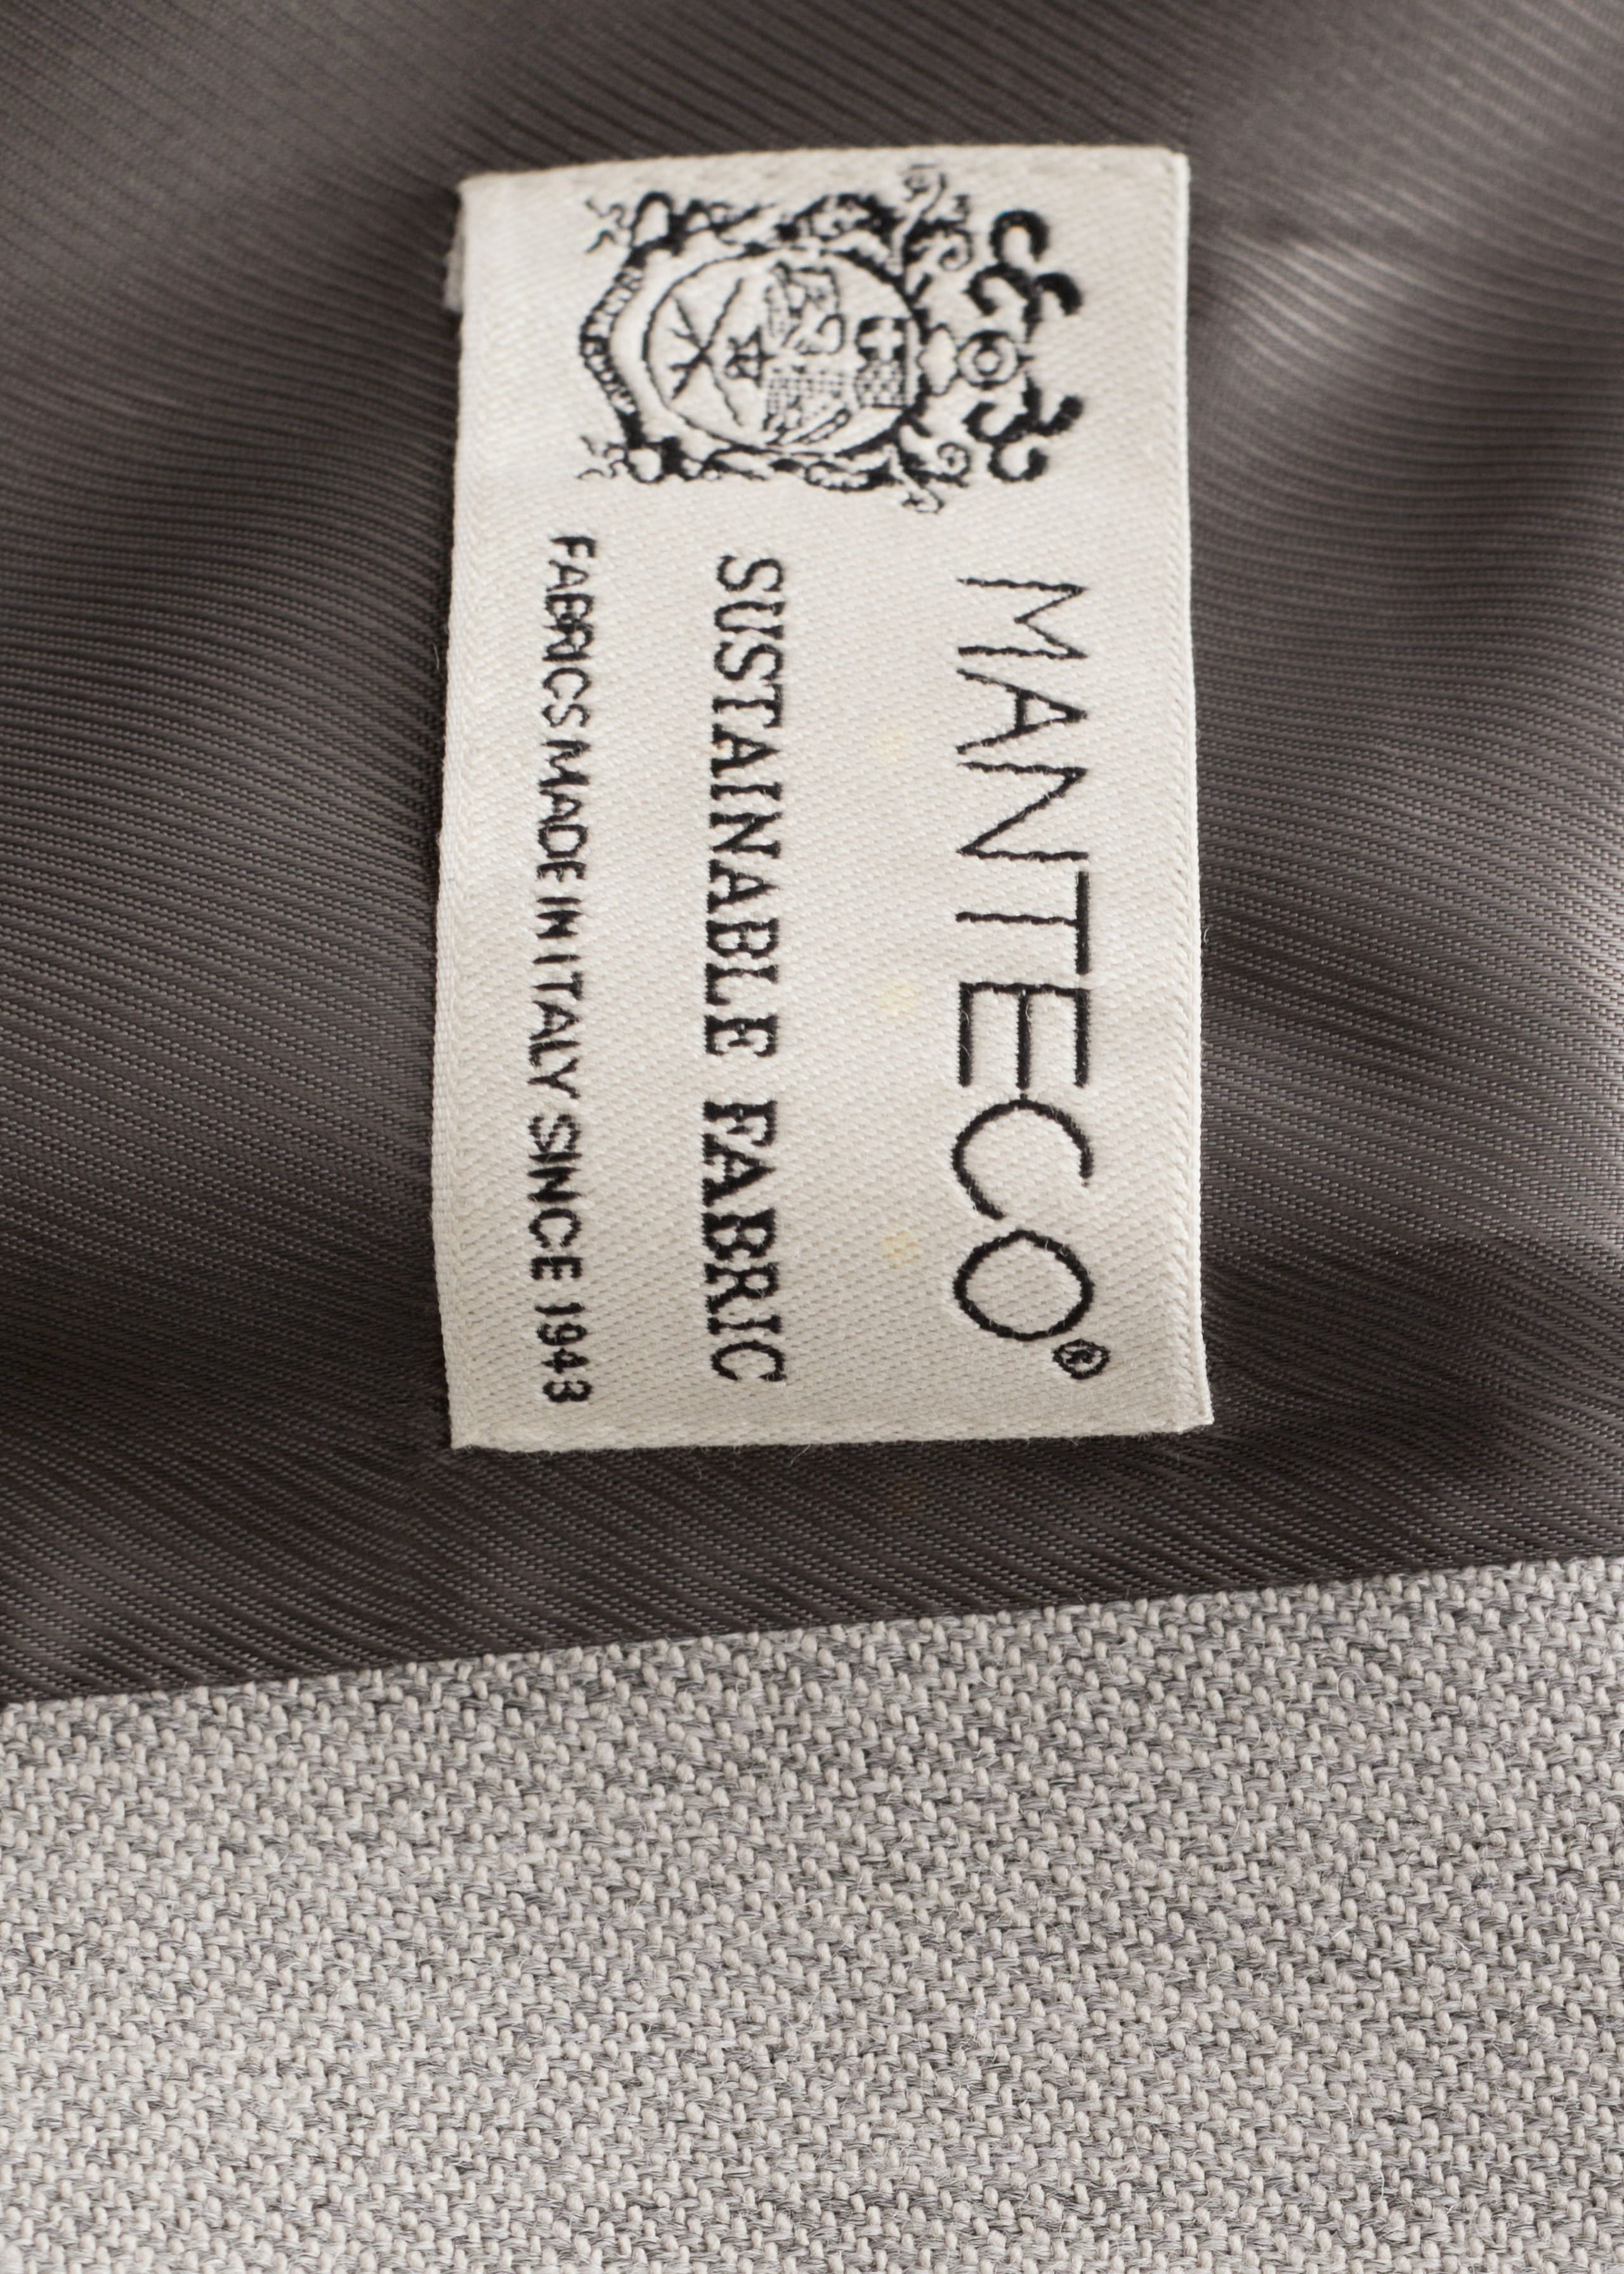 MANTECO®
SUSTAINABLE FABRIC
FABRICS MADE IN ITALY SINCE 1943